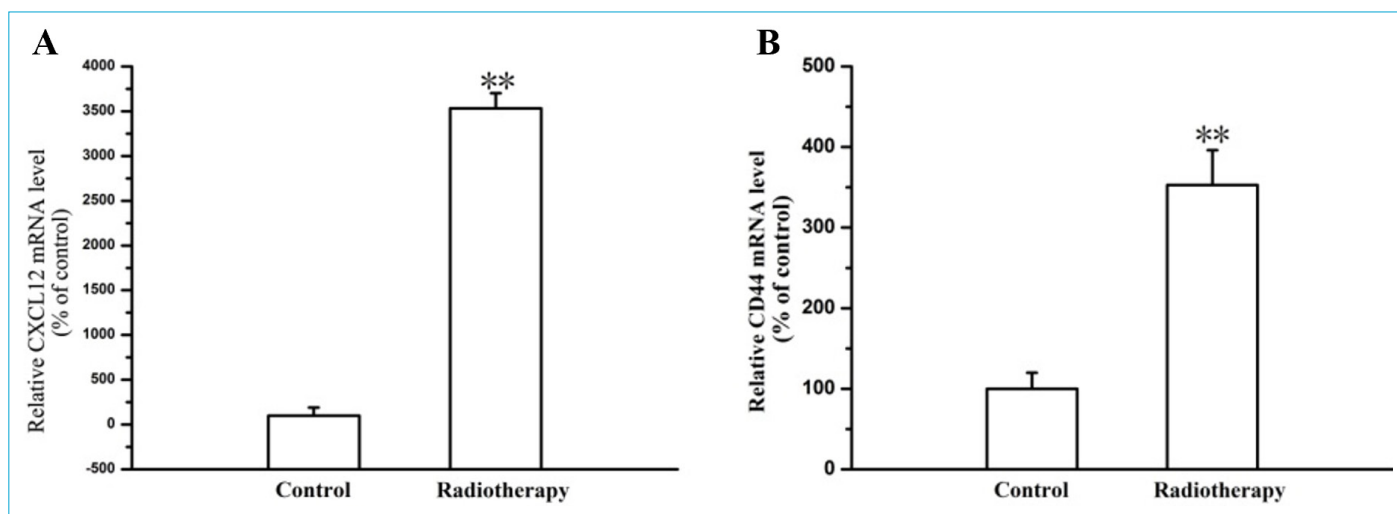 A
Relative CXCL12 mRNA level
(% of control)
4000
3500
3000
2500
2000
1500
1000
500
0
-500
**
Control
Radiotherapy
B
Relative CD44 mRNA level
(% of control)
500
400
300
200
100
0
**
Control
Radiotherapy